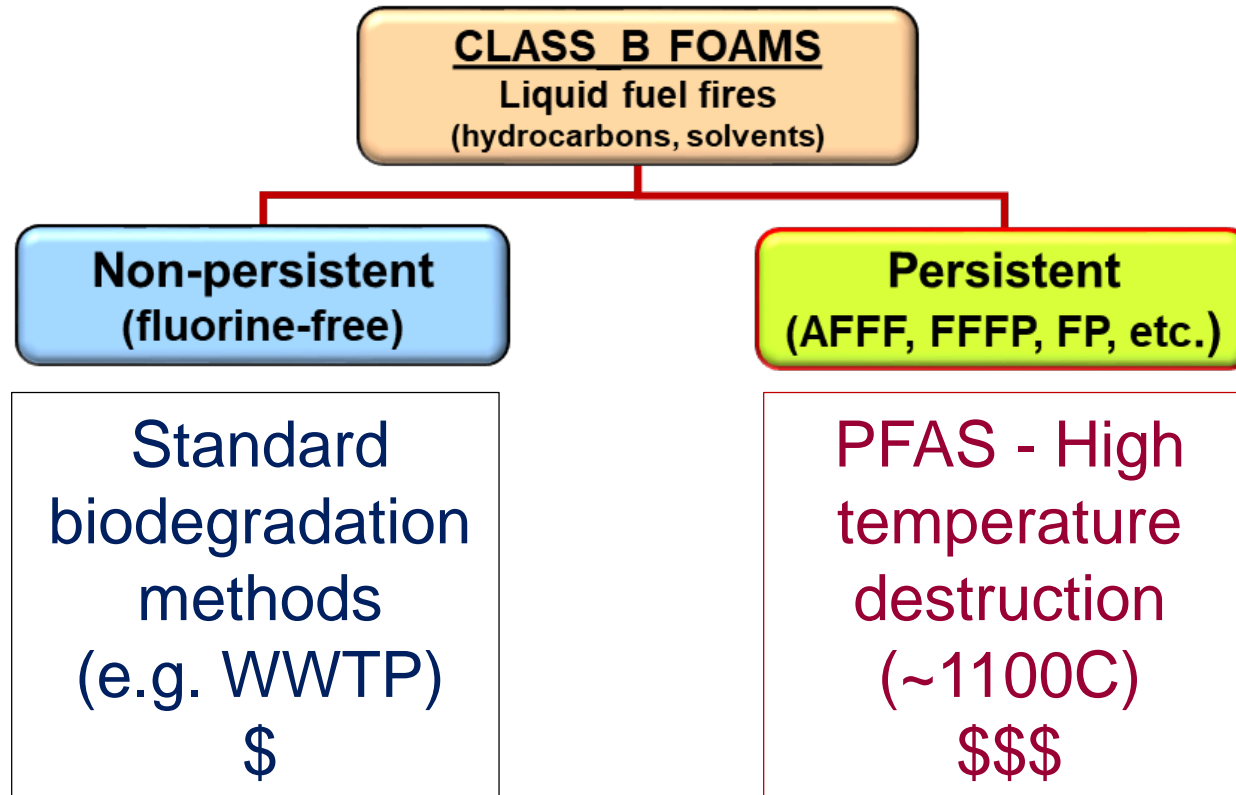 CLASS B FOAMS
Liquid fuel fires
(hydrocarbons, solvents)
Non-persistent
(fluorine-free)
Persistent
(AFFF, FFFP, FP, etc.)
Standard
biodegradation
methods
(e.g. WWTP)
$
PFAS - High
temperature
destruction
(~1100C)
$$$